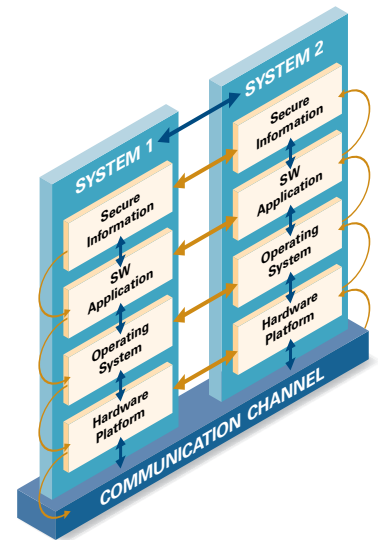 SYSTEM 1
Secure
Information
SW
Application
Operating
System
Hardware
Platform
SYSTEM 2
Secure
Information
SW
Application
Operating
System
Hardware
Platform
COMMUNICATION CHANNEL